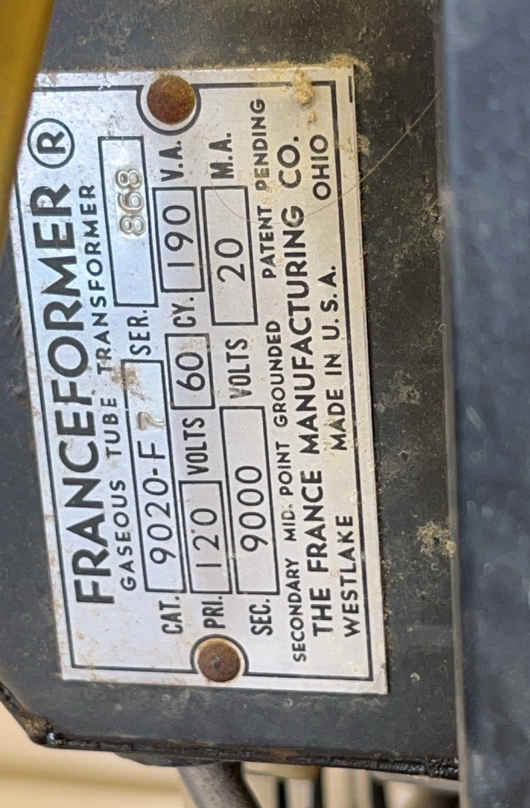 FRANCEFORMER ®
GASEOUS TUBE TRANSFORMER
CAT. 9020-F 7 SER. 868
PRI. 120 VOLTS 60 CY. 190 V.A.
SEC. 9000 VOLTS 20 M.A.
SECONDARY MID. POINT GROUNDED PATENT PENDING
THE FRANCE MANUFACTURING CO.
WESTLAKE MADE IN U.S.A. OHIO